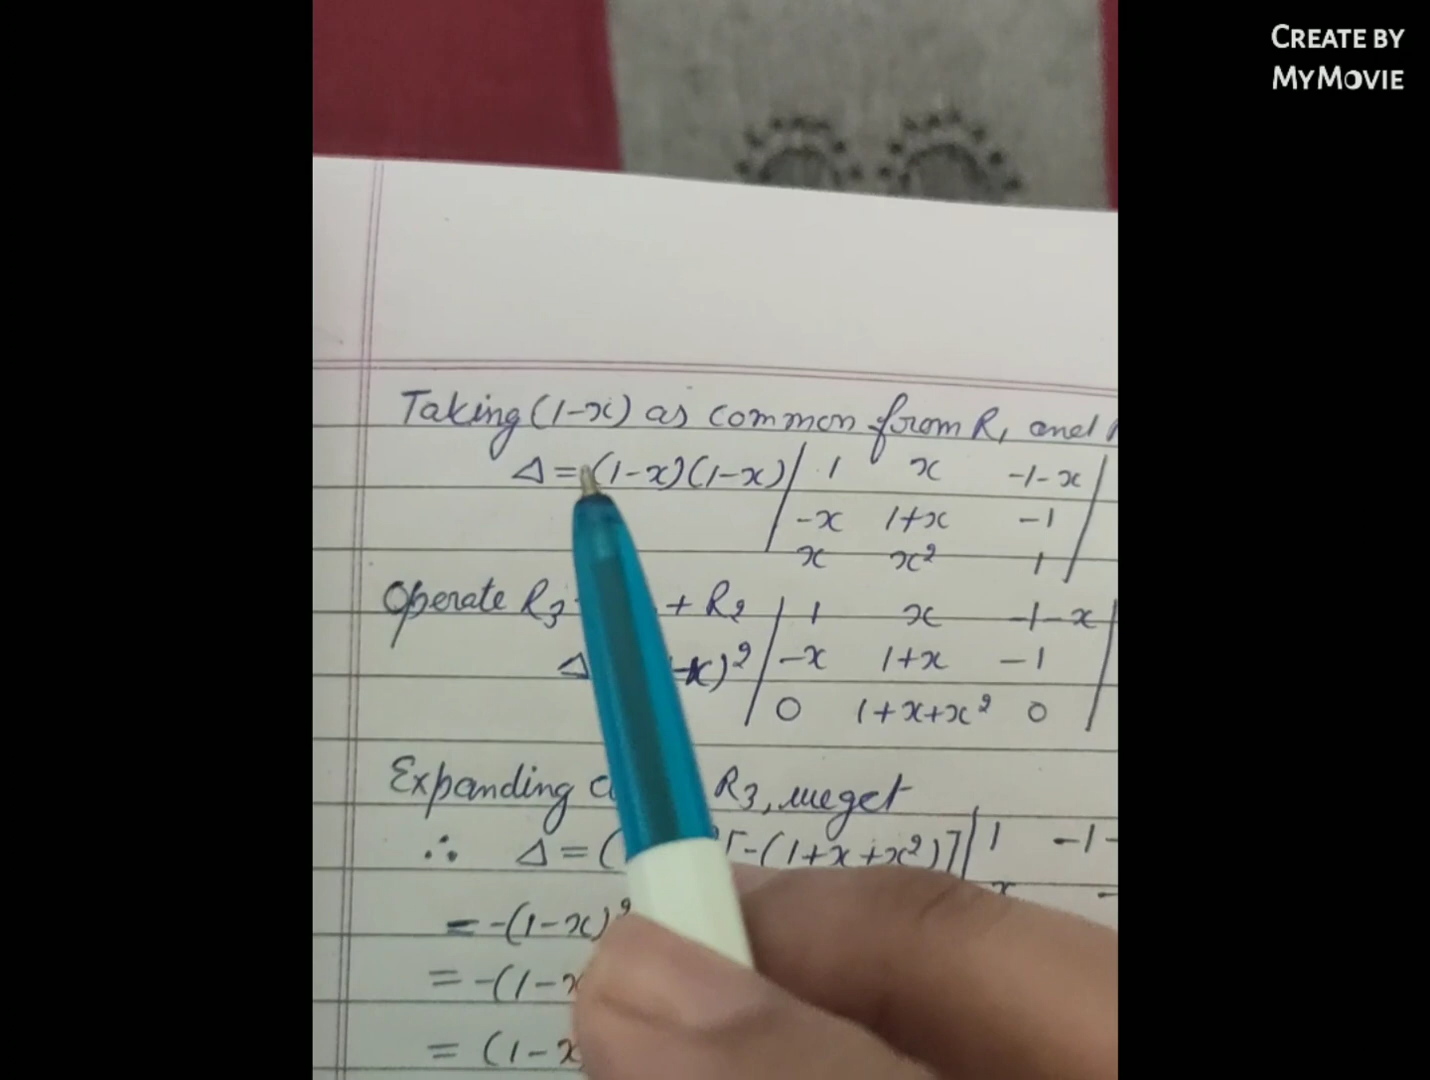 CREATE BY
MYMOVIE
Taking (1-x) as common from R₁ and
Δ = (1-x)(1-x) | 1 x -1-x |
| -x 1+x -1 |
x x² 1
Operate R₃ + R₂ | 1 x -1-x |
Δ -x)² | -x 1+x -1 |
| 0 1+x+x² 0 |
Expanding R₃, we get
∴ Δ = ( [-(1+x+x²)] | 1 -1-
= -(1-x)²
= -(1-x
= (1-x